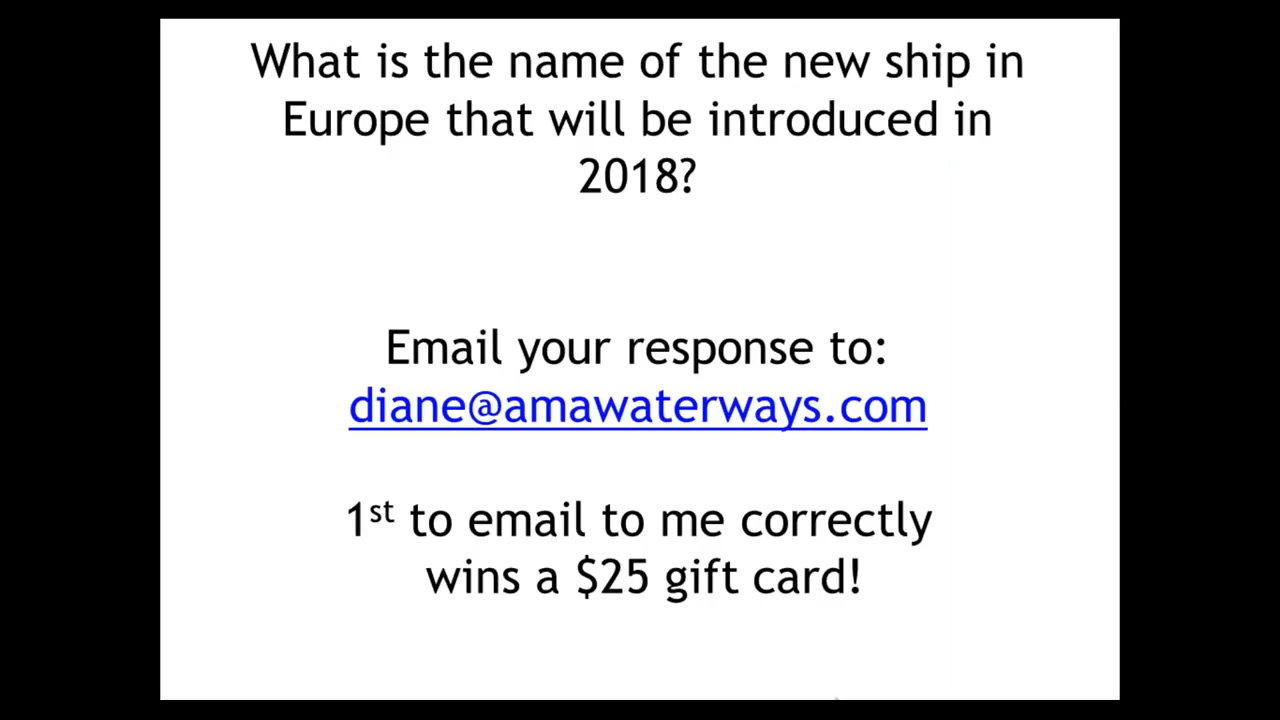 What is the name of the new ship in
Europe that will be introduced in
2018?
Email your response to:
diane@amawaterways.com
1st to email to me correctly
wins a $25 gift card!